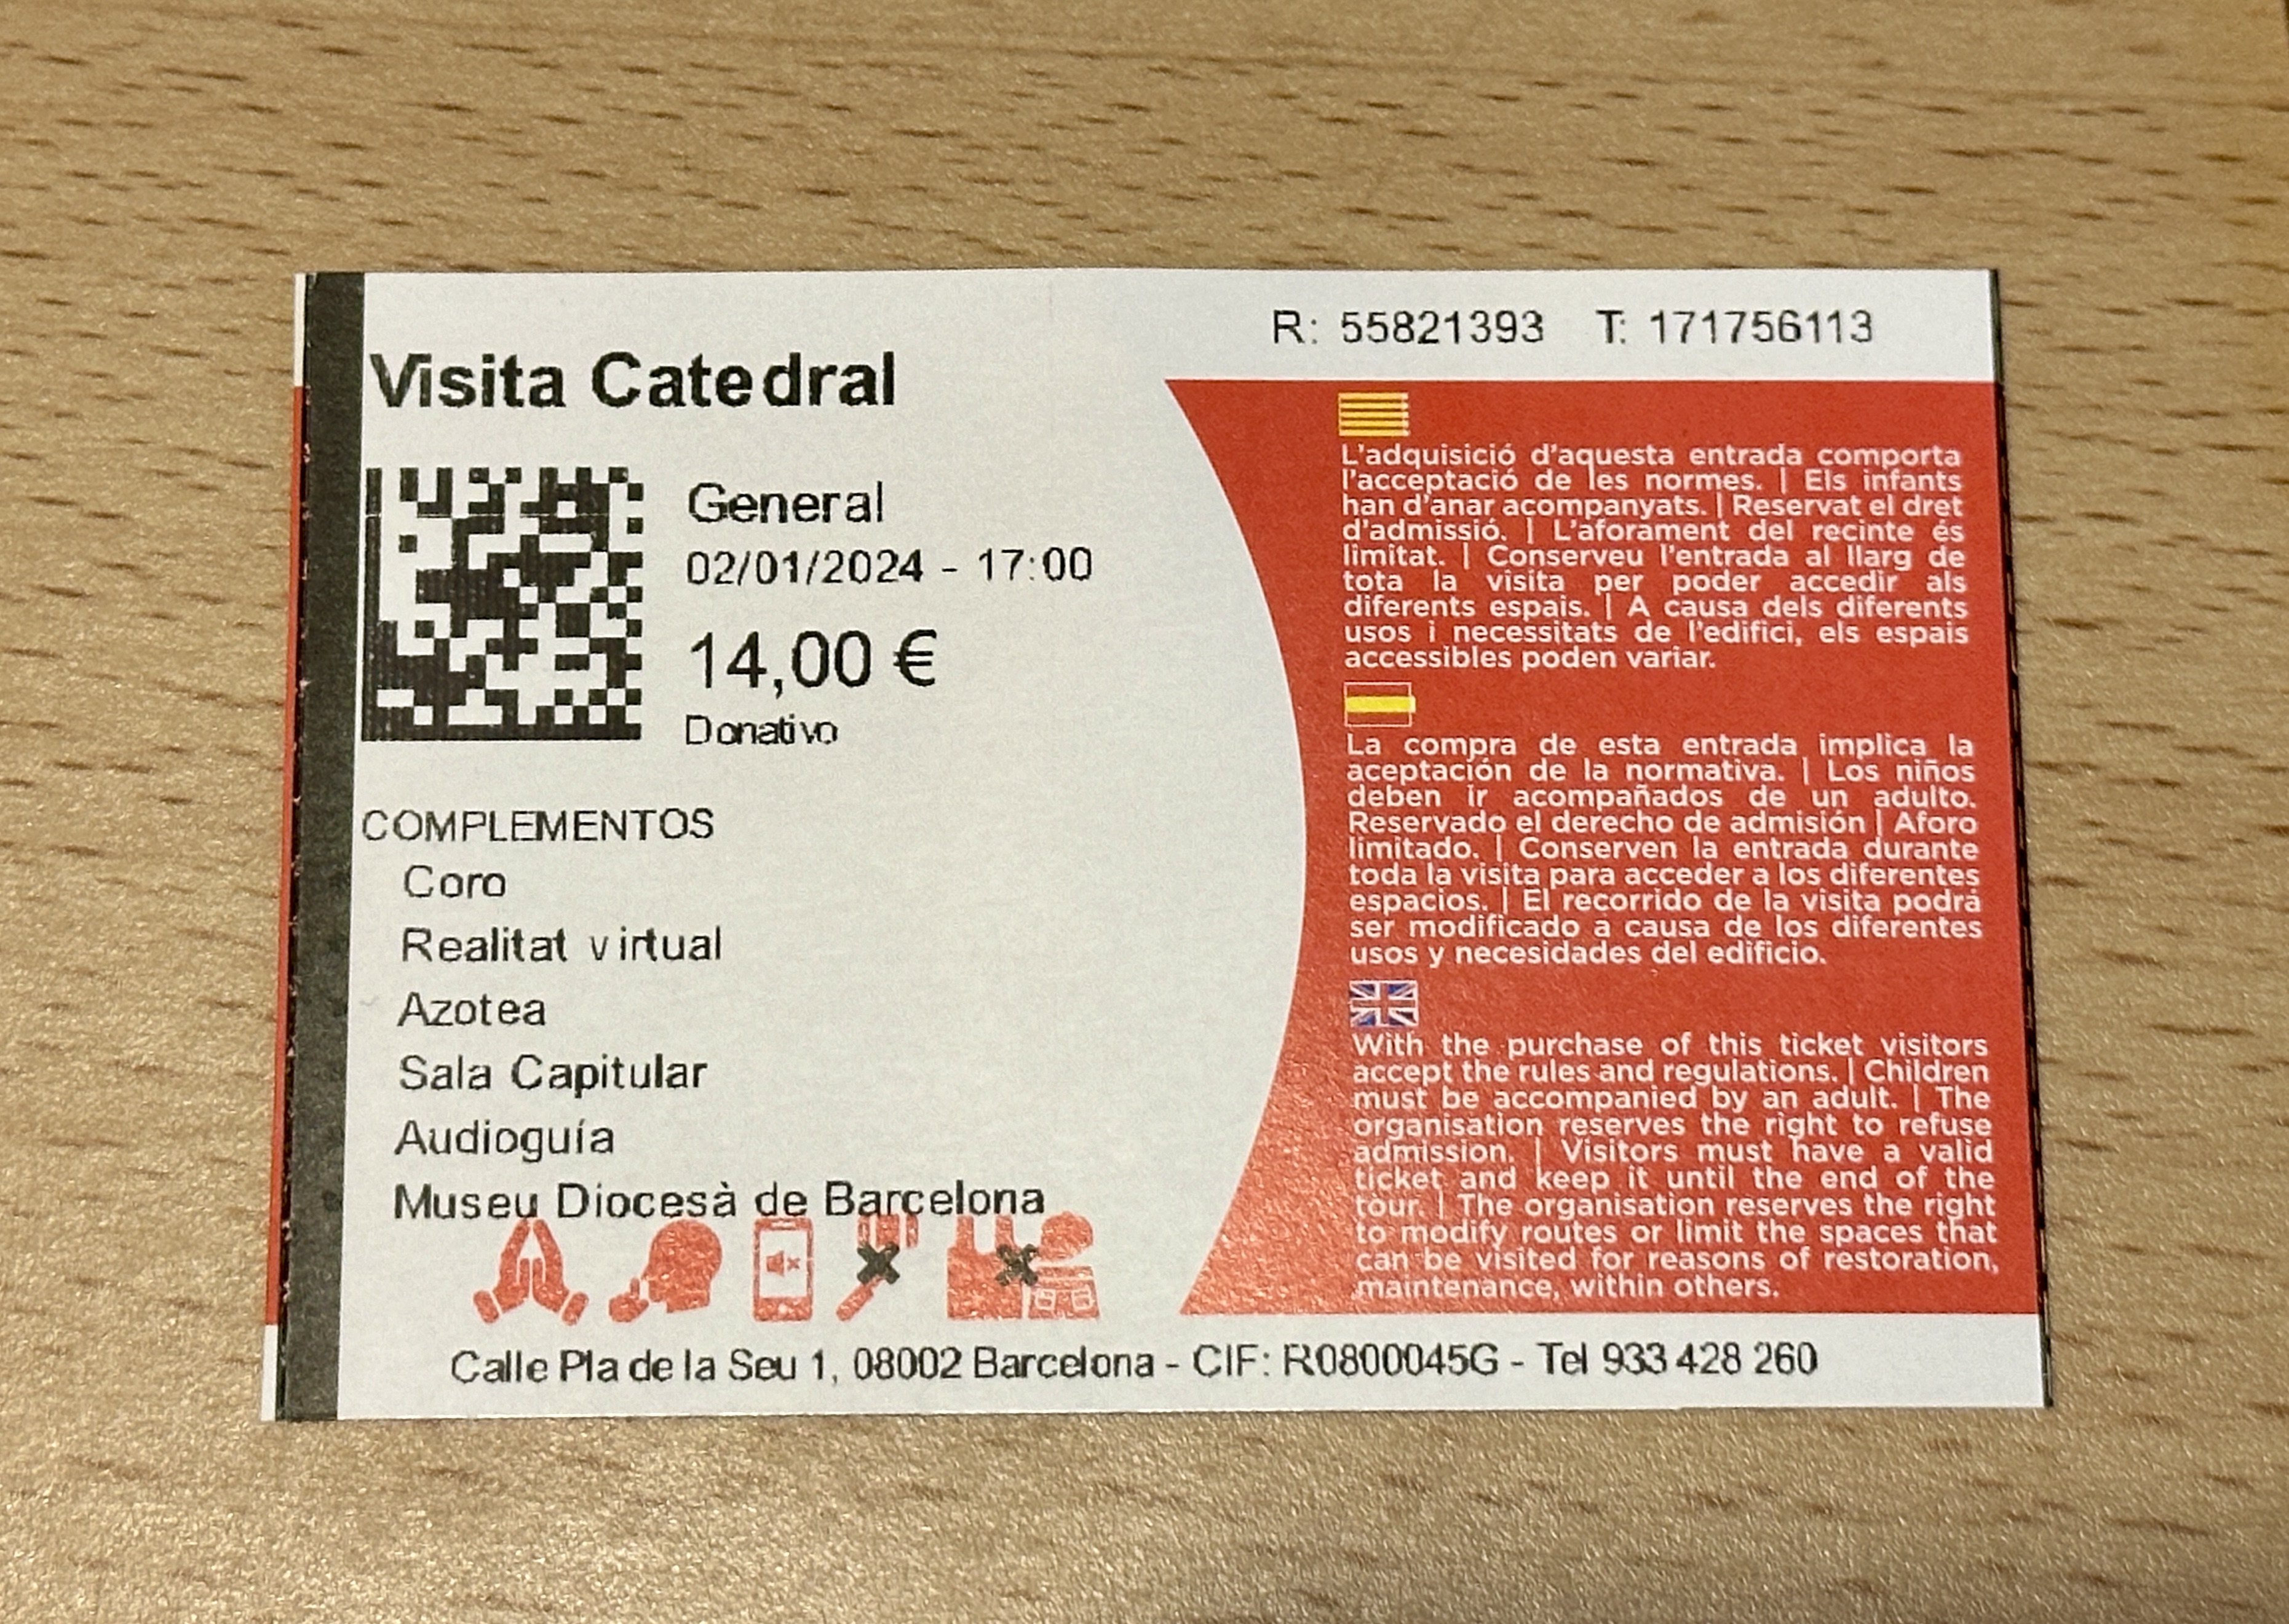 R: 55821393 T: 171756113
Visita Catedral
General
02/01/2024 - 17:00
14,00 €
Donativo
COMPLEMENTOS
Coro
Realitat virtual
Azotea
Sala Capitular
Audioguía
Museu Diocesà de Barcelona
L'adquisició d'aquesta entrada comporta
l'acceptació de les normes. | Els infants
han d'anar acompanyats. | Reservat el dret
d'admissió. | L'aforament del recinte és
limitat. | Conserveu l'entrada al llarg de
tota la visita per poder accedir als
diferents espais. | A causa dels diferents
usos i necessitats de l'edifici, els espais
accessibles poden variar.
La compra de esta entrada implica la
aceptación de la normativa. | Los niños
deben ir acompañados de un adulto.
Reservado el derecho de admisión | Aforo
limitado. | Conserven la entrada durante
toda la visita para acceder a los diferentes
espacios. | El recorrido de la visita podrá
ser modificado a causa de los diferentes
usos y necesidades del edificio.
With the purchase of this ticket visitors
accept the rules and regulations. | Children
must be accompanied by an adult. | The
organisation reserves the right to refuse
admission. | Visitors must have a valid
ticket and keep it until the end of the
tour. | The organisation reserves the right
to modify routes or limit the spaces that
can be visited for reasons of restoration,
maintenance, within others.
Calle Pla de la Seu 1, 08002 Barcelona - CIF: R0800045G - Tel 933 428 260